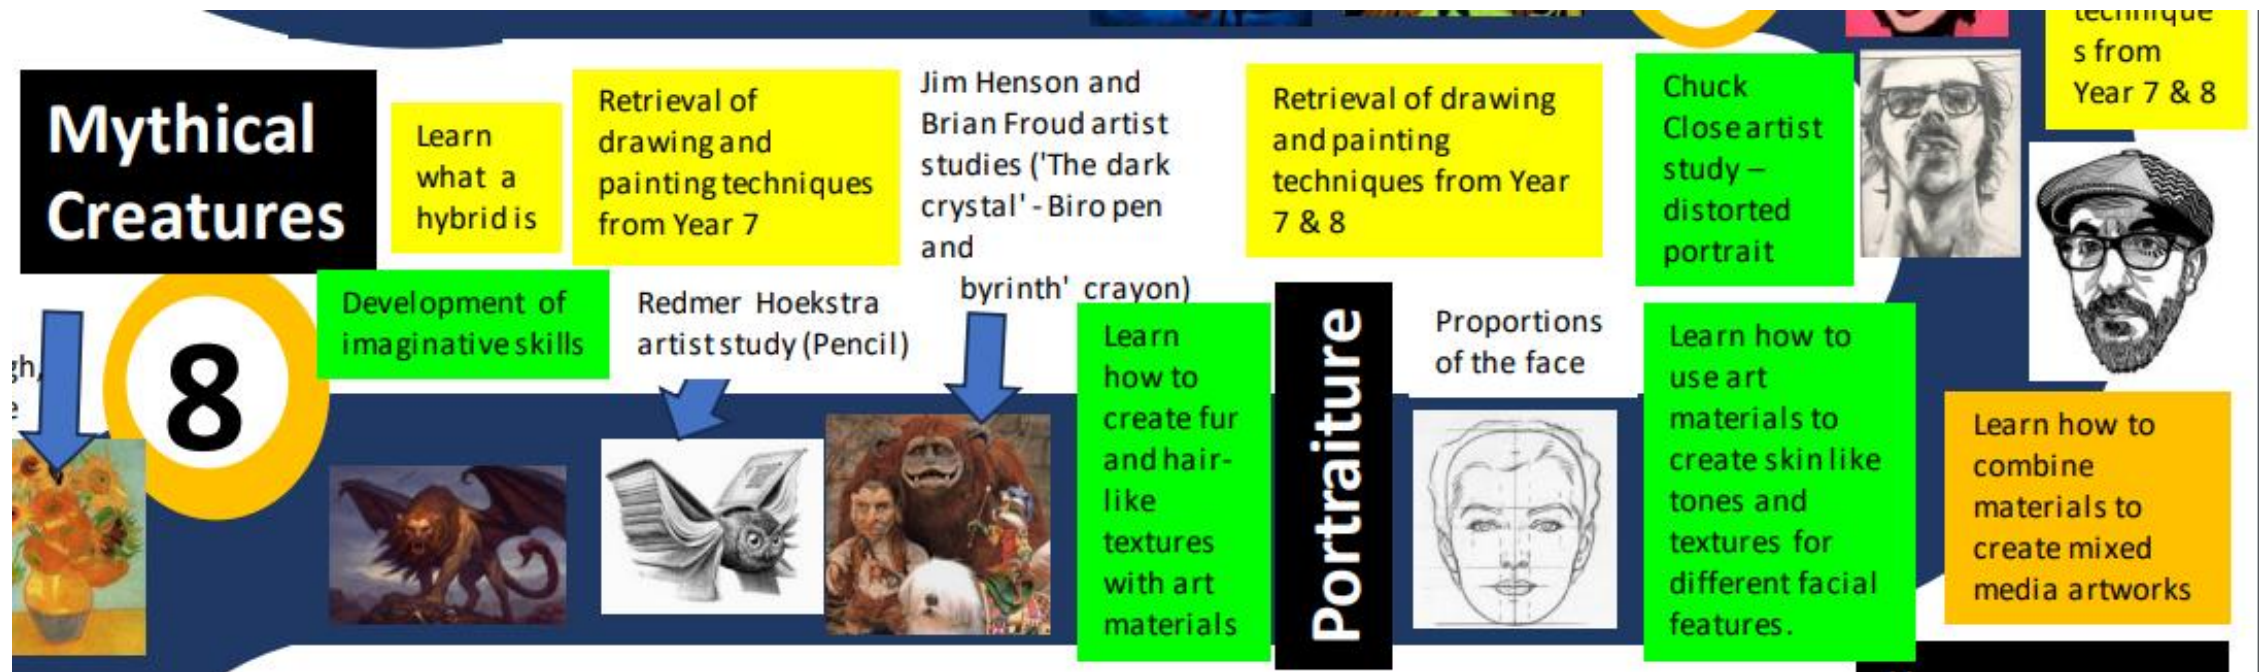 Mythical
Creatures
Learn
what a
hybrid is
Retrieval of
drawing and
painting techniques
from Year 7
Jim Henson and
Brian Froud artist
studies ('The dark
crystal' - Biro pen
and
byrinth' crayon)
Retrieval of drawing
and painting
techniques from Year
7 & 8
Chuck
Close artist
study –
distorted
portrait
technique
s from
Year 7 & 8
gh,
e
8
Development of
imaginative skills
Redmer Hoekstra
artist study (Pencil)
Learn
how to
create fur
and hair-
like
textures
with art
materials
Portraiture
Proportions
of the face
Learn how to
use art
materials to
create skin like
tones and
textures for
different facial
features.
Learn how to
combine
materials to
create mixed
media artworks